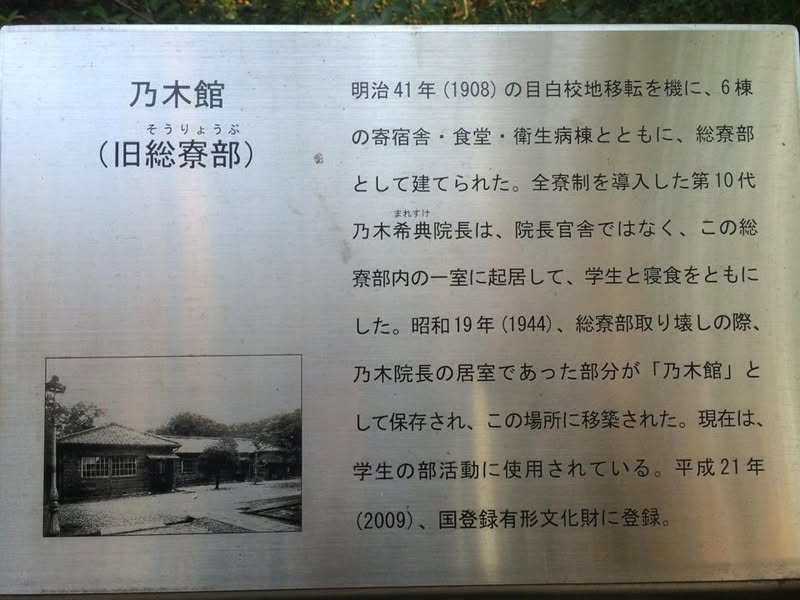 乃木館
そうりょうぶ
（旧総寮部）
明治41年(1908)の目白校地移転を機に、6棟
の寄宿舎・食堂・衛生病棟とともに、総寮部
として建てられた。全寮制を導入した第10代
まれすけ
乃木希典院長は、院長官舎ではなく、この総
寮部内の一室に起居して、学生と寝食をともに
した。昭和19年(1944)、総寮部取り壊しの際、
乃木院長の居室であった部分が「乃木館」と
して保存され、この場所に移築された。現在は、
学生の部活動に使用されている。平成21年
(2009)、国登録有形文化財に登録。